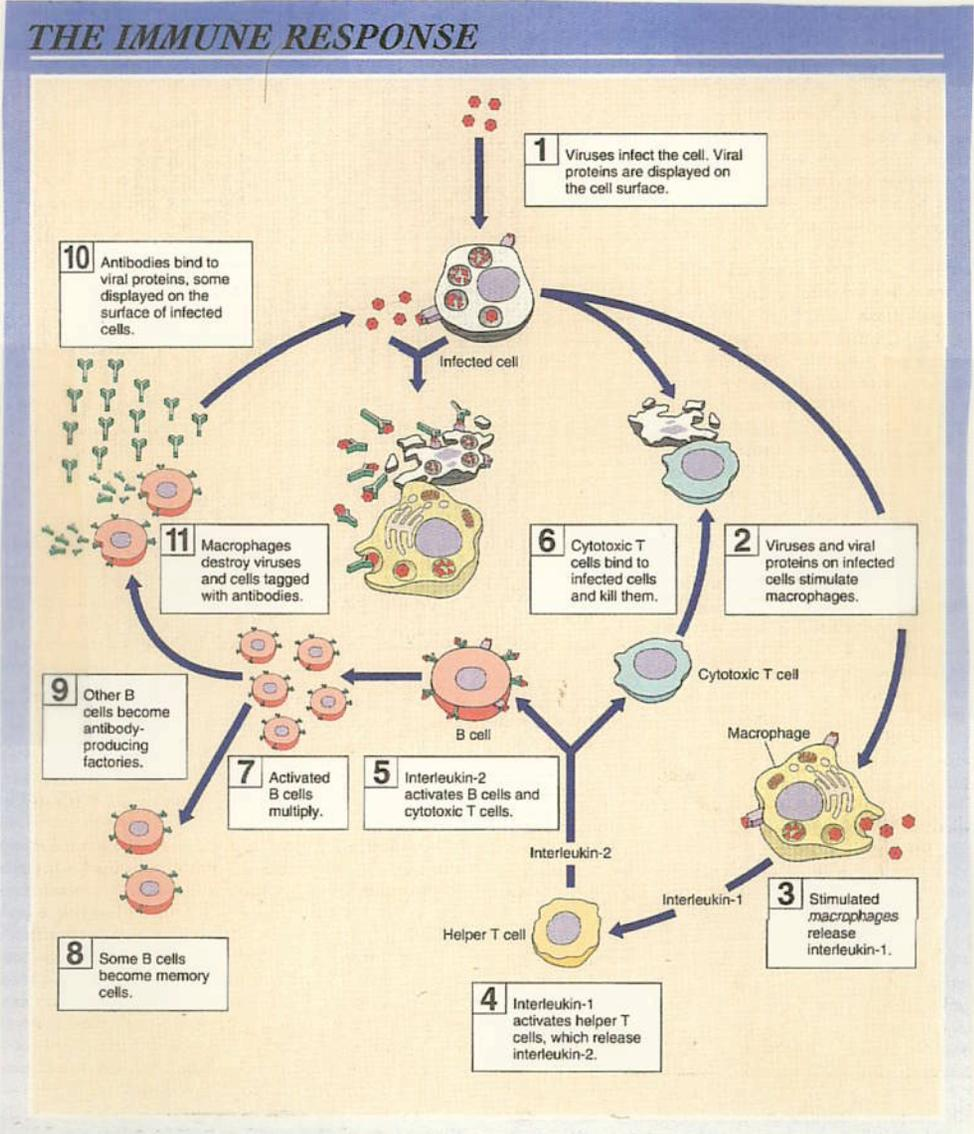 THE IMMUNE RESPONSE
1 Viruses infect the cell. Viral
proteins are displayed on
the cell surface.
10 Antibodies bind to
viral proteins, some
displayed on the
surface of infected
cells.
Infected cell
11 Macrophages
destroy viruses
and cells tagged
with antibodies.
6 Cytotoxic T
cells bind to
infected cells
and kill them.
2 Viruses and viral
proteins on infected
cells stimulate
macrophages.
Cytotoxic T cell
9 Other B
cells become
antibody-
producing
factories.
B cell
Macrophage
7 Activated
B cells
multiply.
5 Interleukin-2
activates B cells and
cytotoxic T cells.
Interleukin-2
Interleukin-1
3 Stimulated
macrophages
release
interleukin-1.
Helper T cell
8 Some B cells
become memory
cells.
4 Interleukin-1
activates helper T
cells, which release
interleukin-2.